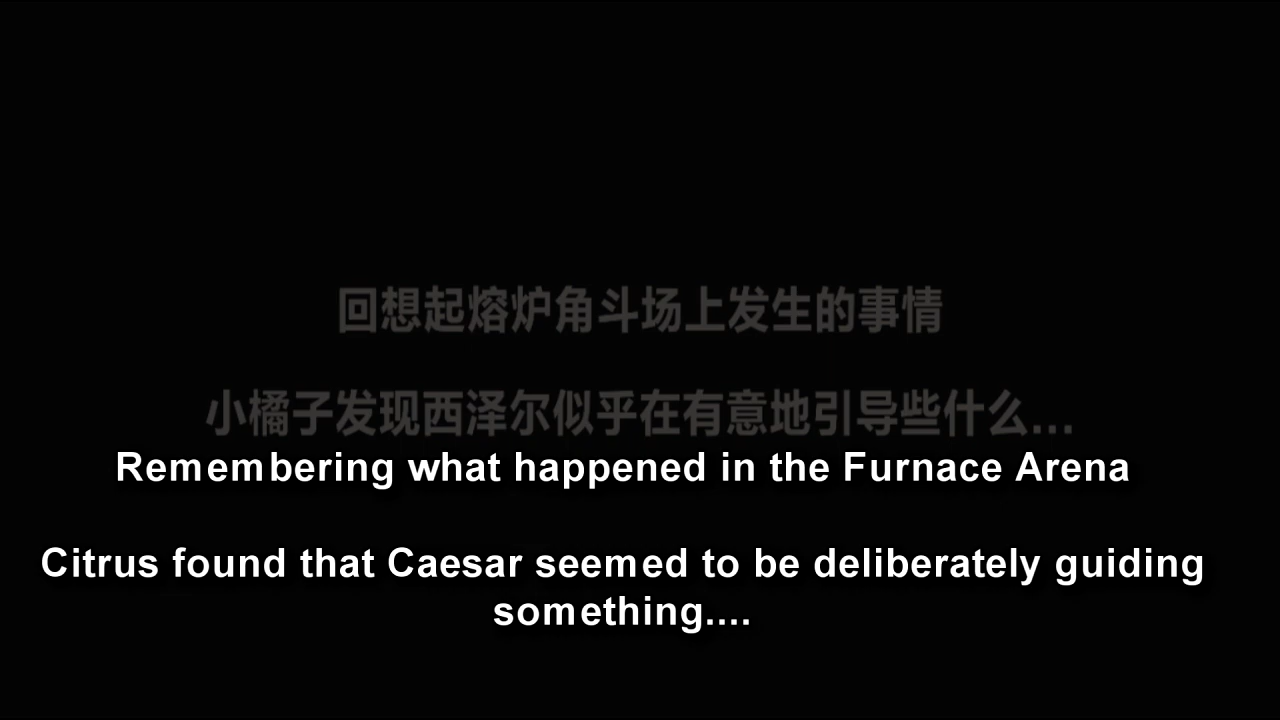 回想起熔炉角斗场上发生的事情
小橘子发现西泽尔似乎在有意地引导些什么...
Remembering what happened in the Furnace Arena
Citrus found that Caesar seemed to be deliberately guiding
something....